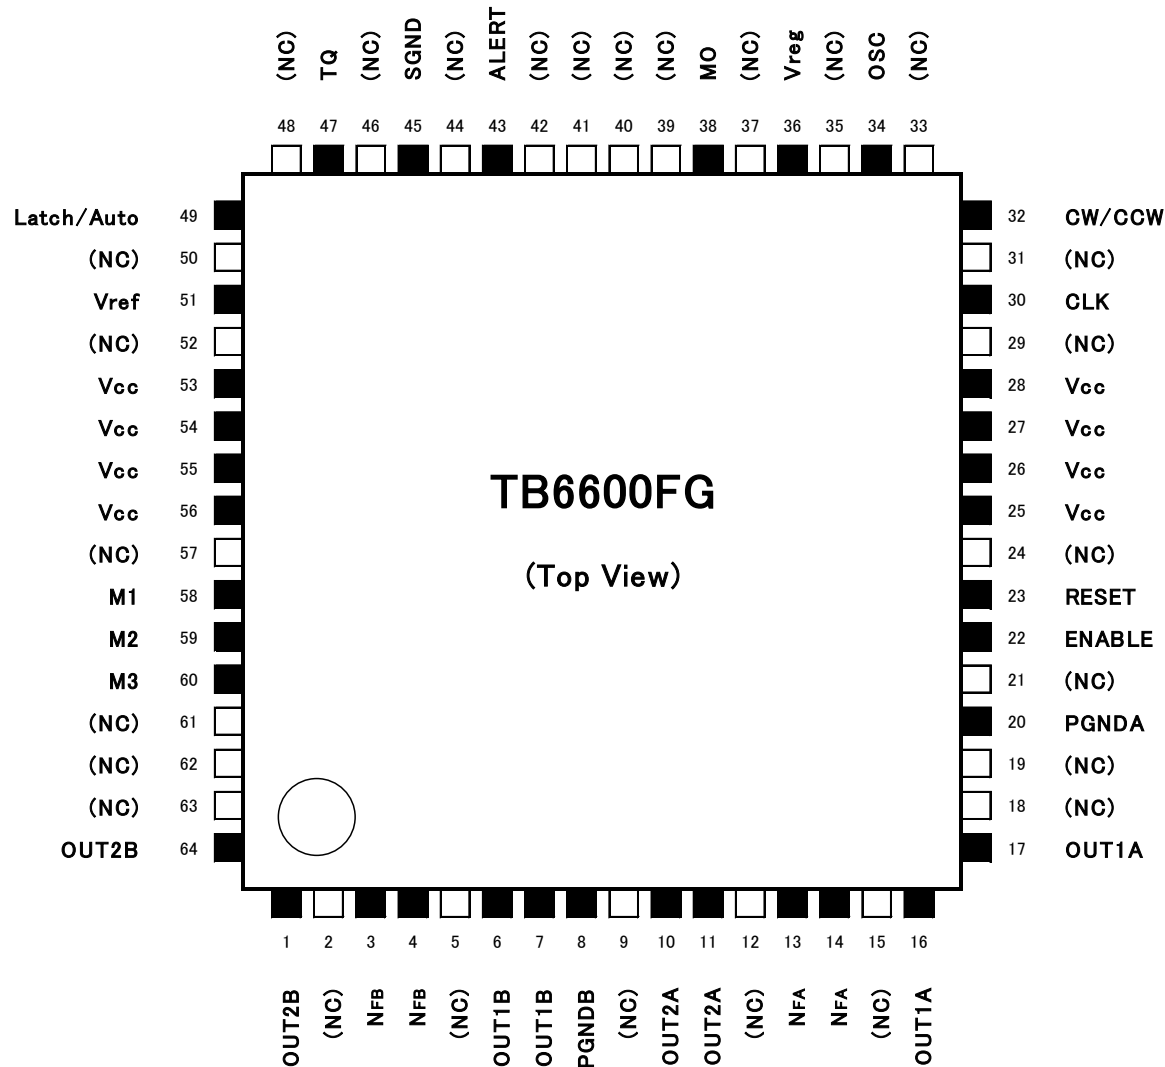 (NC) TQ (NC) SGND (NC) ALERT (NC) (NC) (NC) (NC) MO (NC) Vreg (NC) OSC (NC)
48 47 46 45 44 43 42 41 40 39 38 37 36 35 34 33
Latch/Auto 49 32 CW/CCW
(NC) 50 31 (NC)
Vref 51 30 CLK
(NC) 52 29 (NC)
Vcc 53 28 Vcc
Vcc 54 27 Vcc
Vcc 55 26 Vcc
Vcc 56 25 Vcc
(NC) 57 24 (NC)
M1 58 23 RESET
M2 59 22 ENABLE
M3 60 21 (NC)
(NC) 61 20 PGNDA
(NC) 62 19 (NC)
(NC) 63 18 (NC)
OUT2B 64 17 OUT1A
TB6600FG
(Top View)
1 2 3 4 5 6 7 8 9 10 11 12 13 14 15 16
OUT2B (NC) NFB NFB (NC) OUT1B OUT1B PGNDB (NC) OUT2A OUT2A (NC) NFA NFA (NC) OUT1A